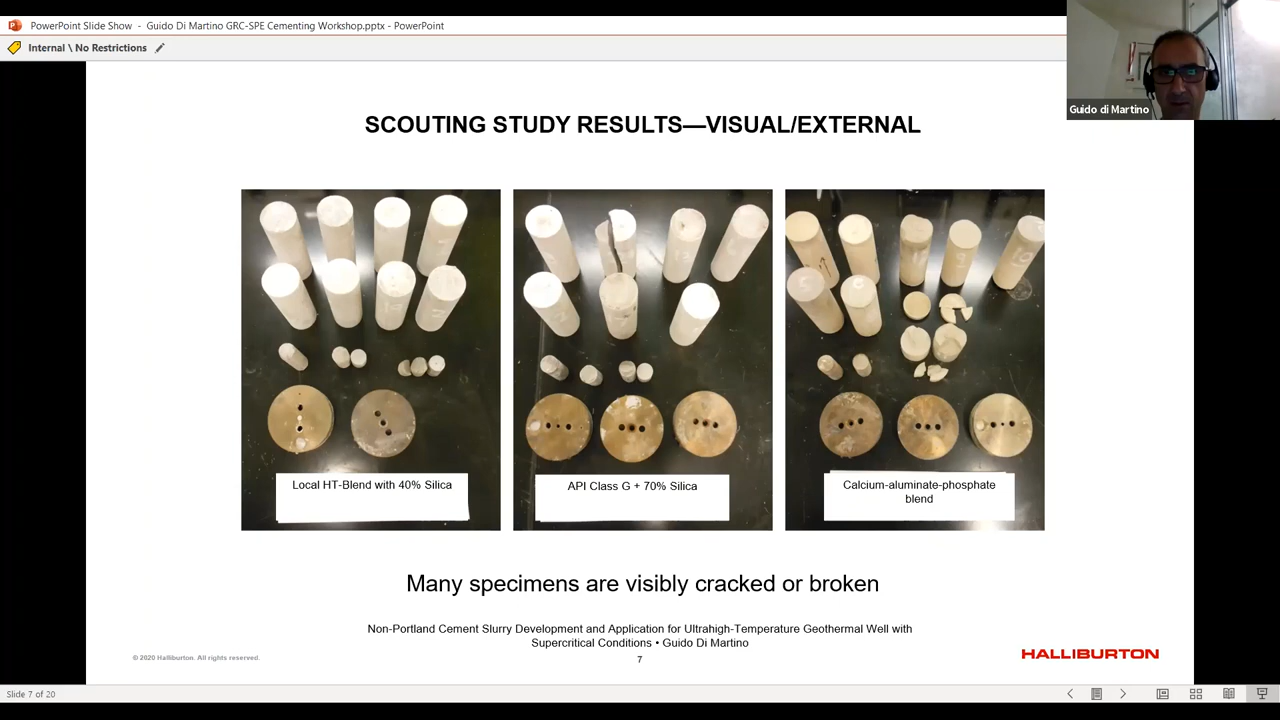 PowerPoint Slide Show - Guido Di Martino GRC-SPE Cementing Workshop.pptx - PowerPoint
Internal \ No Restrictions
Guido di Martino
SCOUTING STUDY RESULTS—VISUAL/EXTERNAL
Local HT-Blend with 40% Silica
API Class G + 70% Silica
Calcium-aluminate-phosphate
blend
Many specimens are visibly cracked or broken
Non-Portland Cement Slurry Development and Application for Ultrahigh-Temperature Geothermal Well with
Supercritical Conditions • Guido Di Martino
© 2020 Halliburton. All rights reserved.
7
HALLIBURTON
Slide 7 of 20